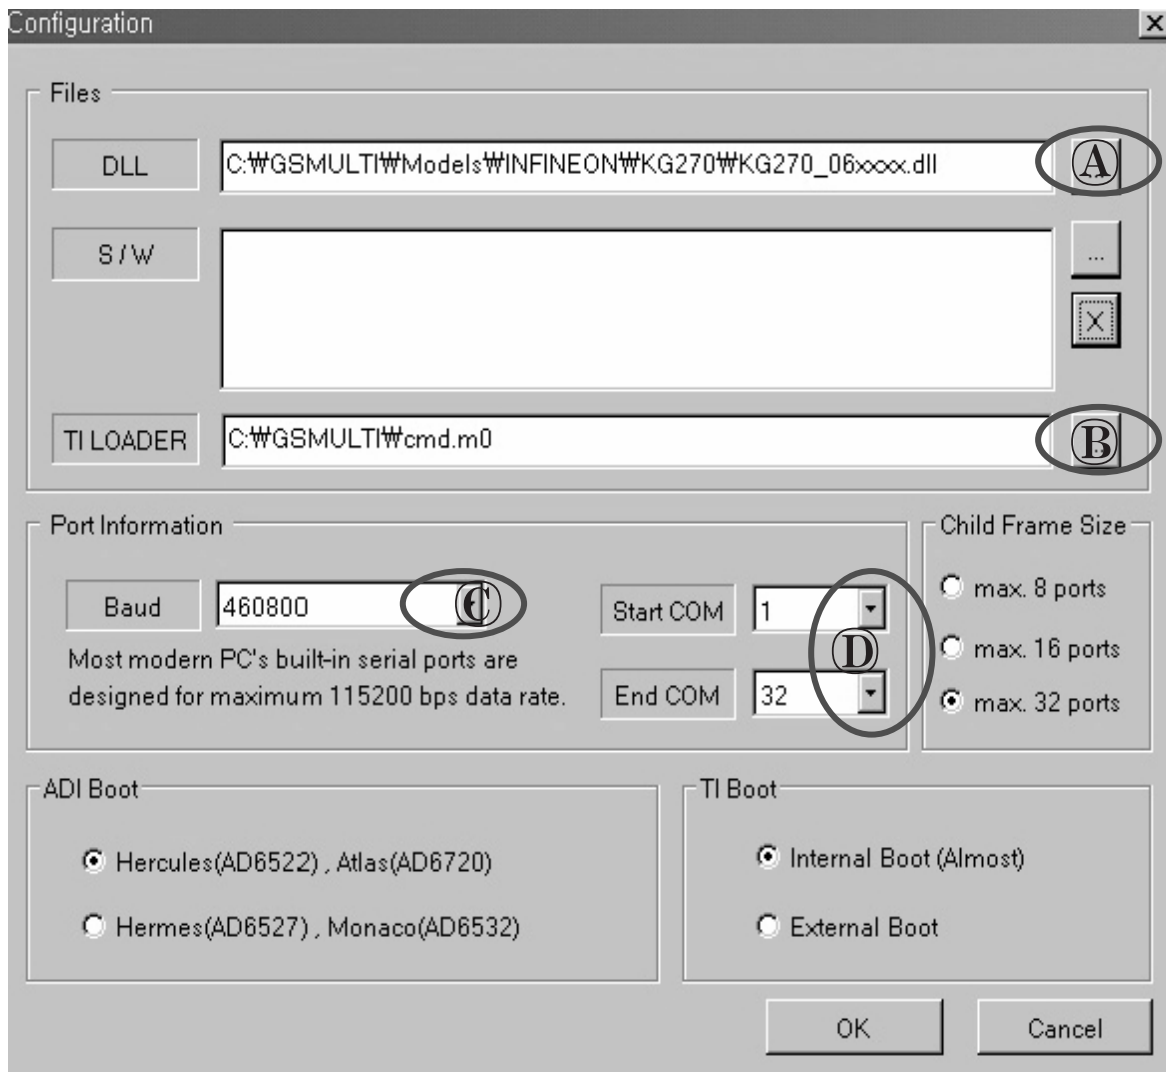 Configuration
Files
DLL
C:₩GSMULTI₩Models₩INFINEON₩KG270₩KG270_06xxxx.dll
Ⓐ
S / W
...
X
TI LOADER
C:₩GSMULTI₩cmd.m0
Ⓑ
Port Information
Baud
460800
Ⓒ
Most modern PC's built-in serial ports are
designed for maximum 115200 bps data rate.
Start COM
1
End COM
32
Ⓓ
Child Frame Size
max. 8 ports
max. 16 ports
max. 32 ports
ADI Boot
Hercules(AD6522) , Atlas(AD6720)
Hermes(AD6527) , Monaco(AD6532)
TI Boot
Internal Boot (Almost)
External Boot
OK
Cancel